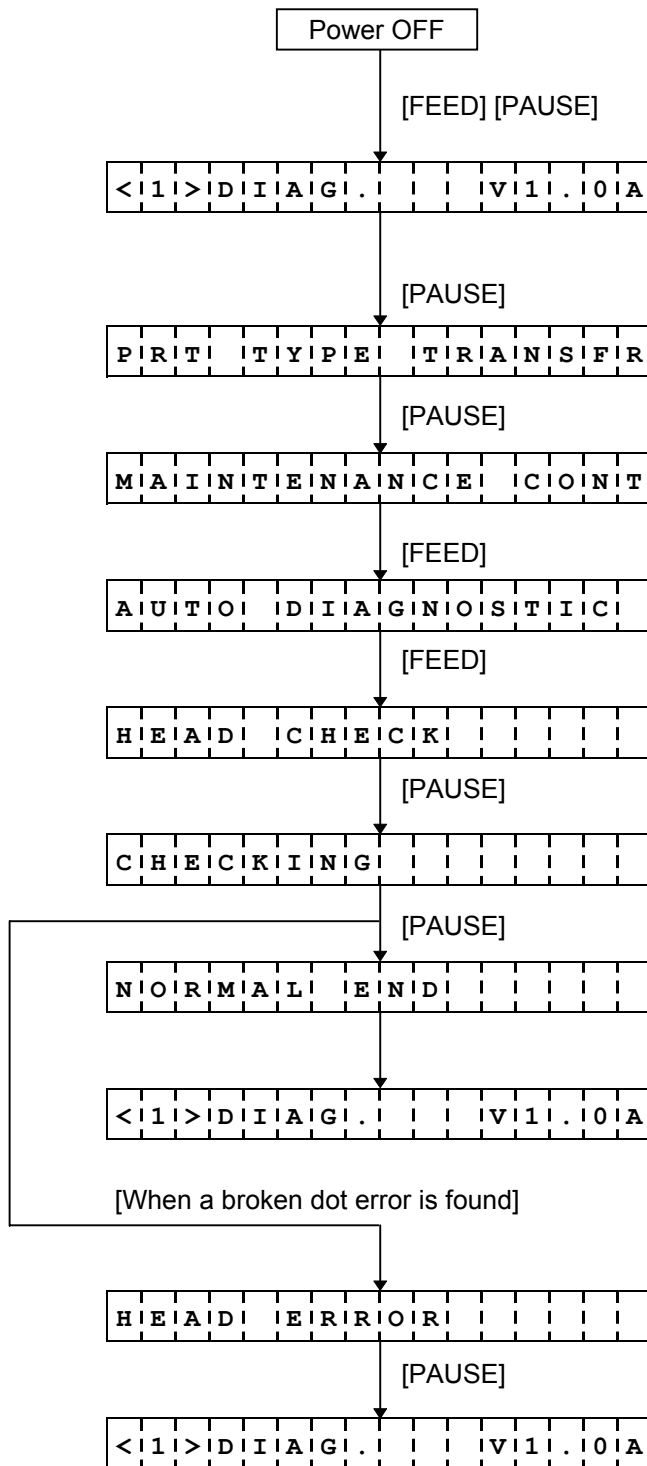 Power OFF
[FEED] [PAUSE]
<1>DIAG. V1.0A
[PAUSE]
PRT TYPE TRANSFR
[PAUSE]
MAINTENANCE CONT
[FEED]
AUTO DIAGNOSTIC
[FEED]
HEAD CHECK
[PAUSE]
CHECKING
[PAUSE]
NORMAL END
<1>DIAG. V1.0A
[When a broken dot error is found]
HEAD ERROR
[PAUSE]
<1>DIAG. V1.0A